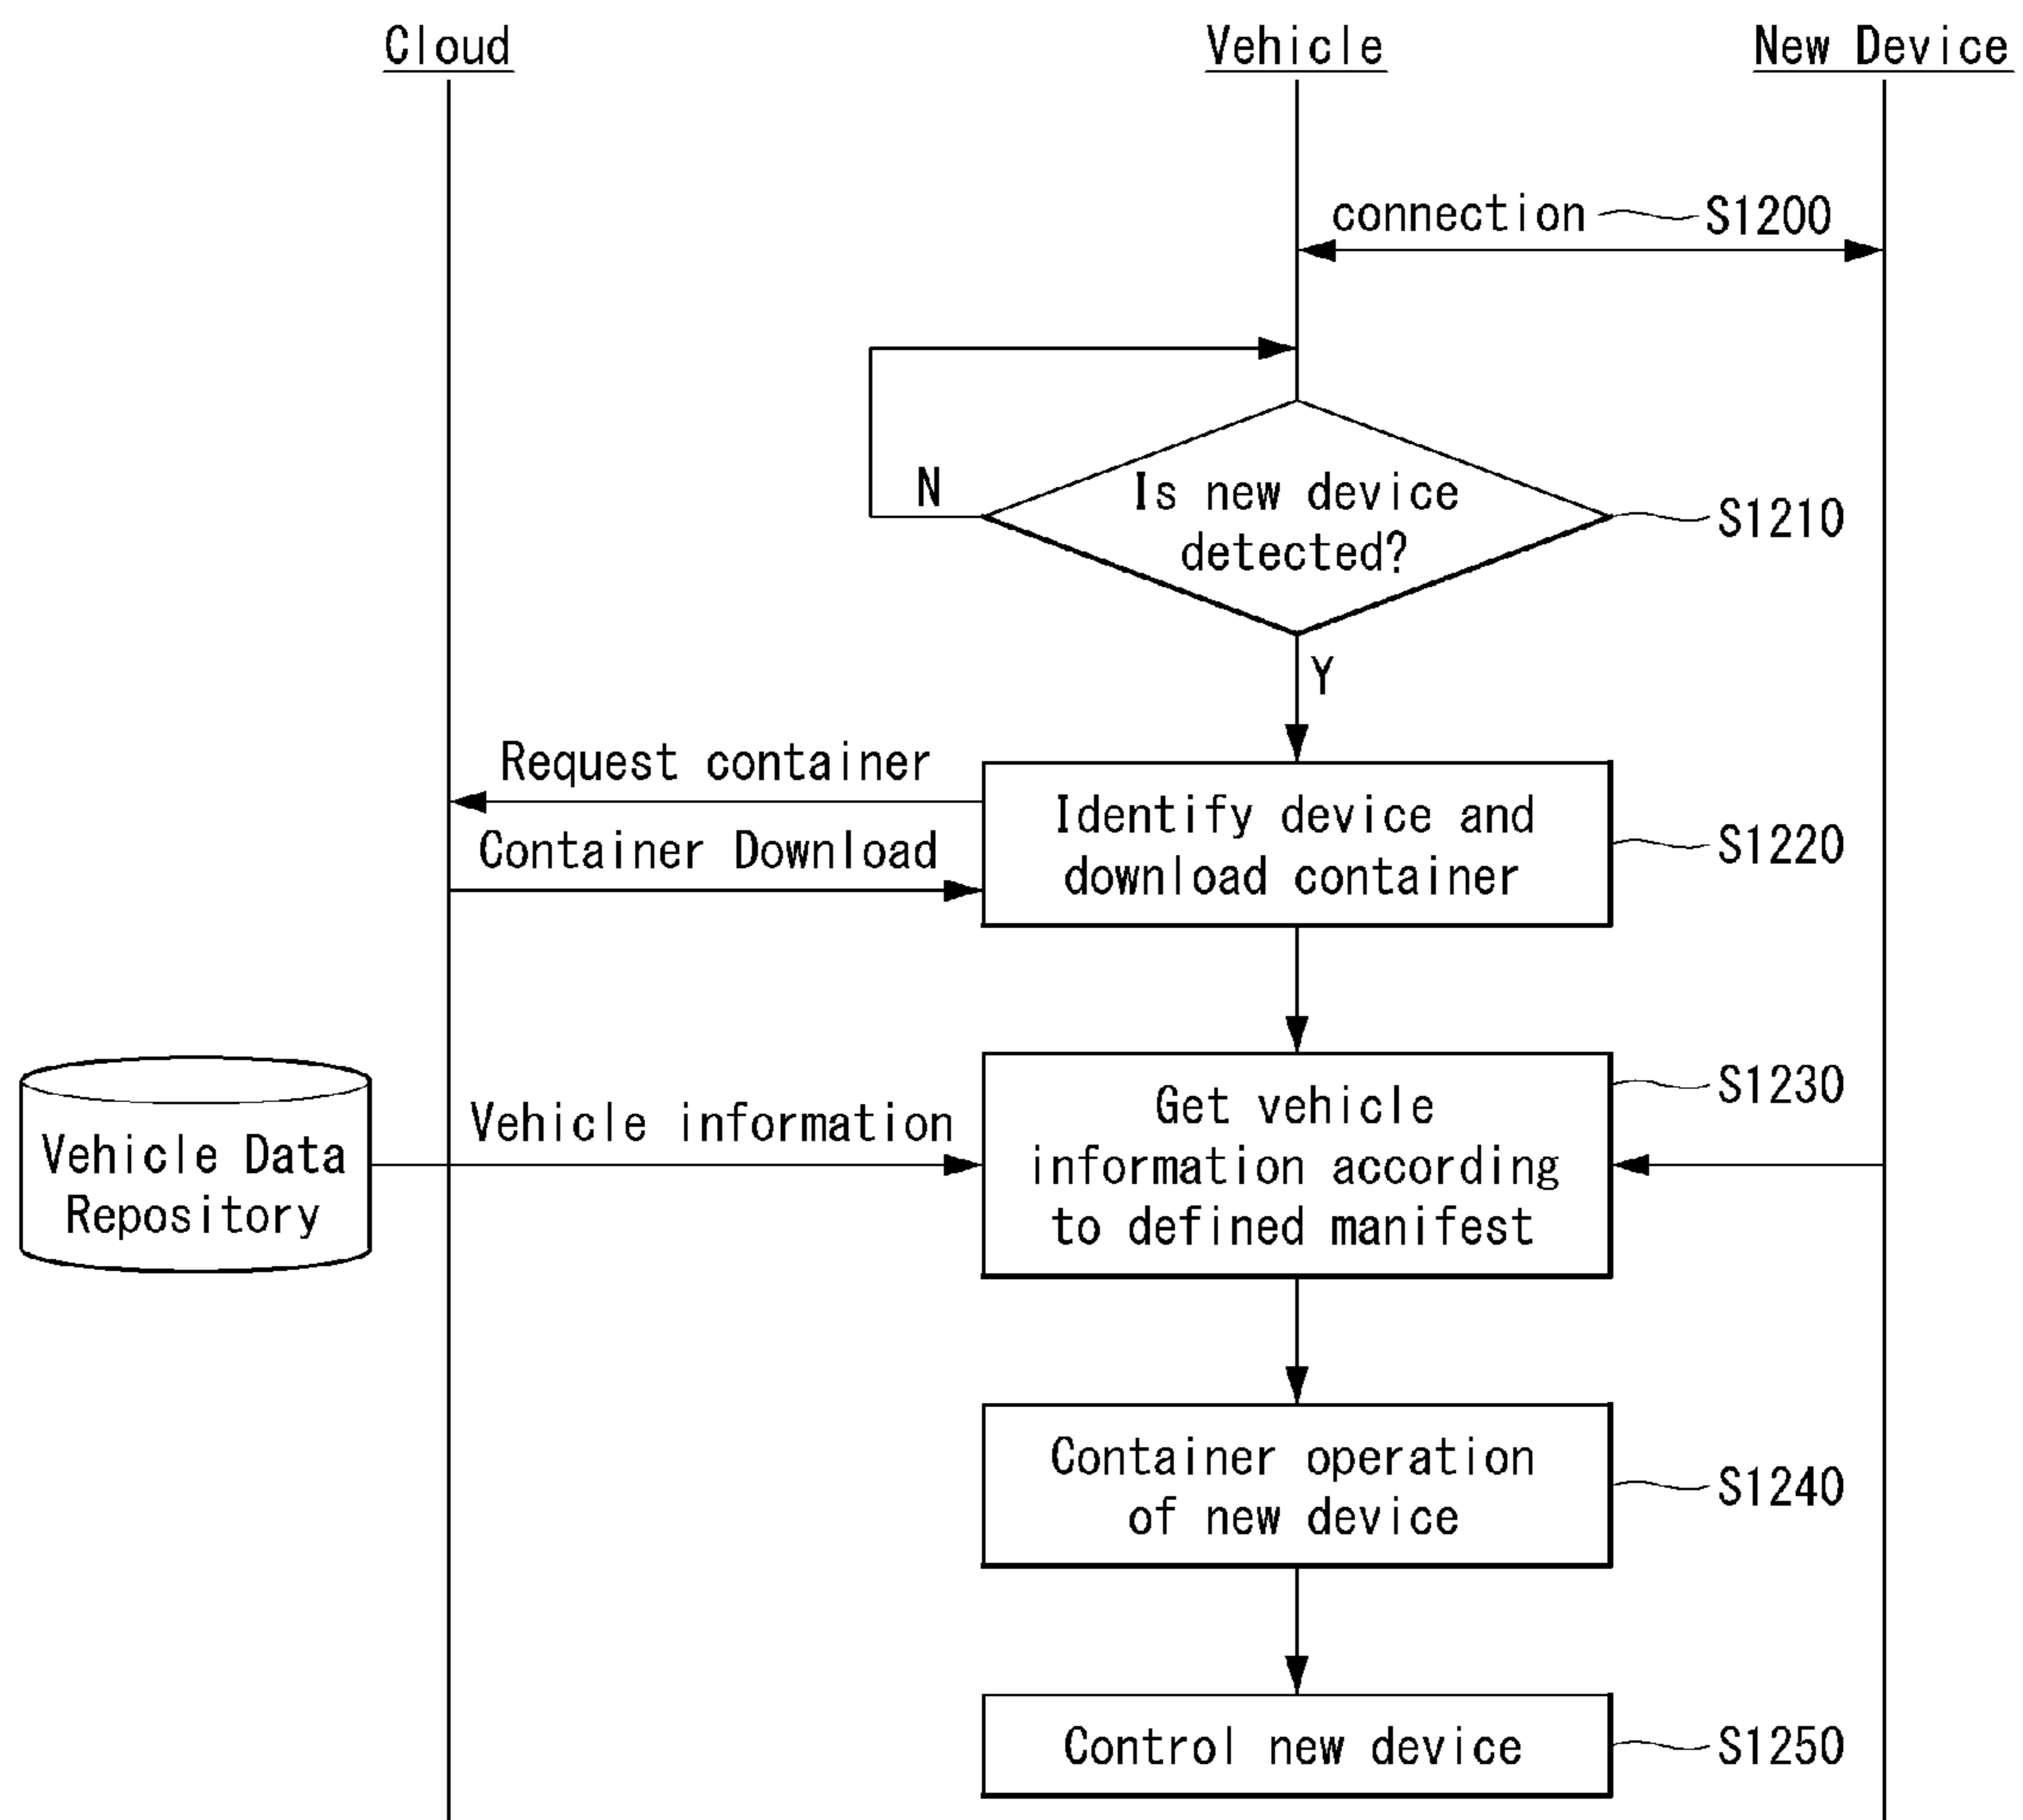 Cloud
Vehicle
New Device
connection
S1200
N
Is new device
detected?
S1210
Y
Request container
Container Download
Identify device and
download container
S1220
Vehicle Data
Repository
Vehicle information
Get vehicle
information according
to defined manifest
S1230
Container operation
of new device
S1240
Control new device
S1250